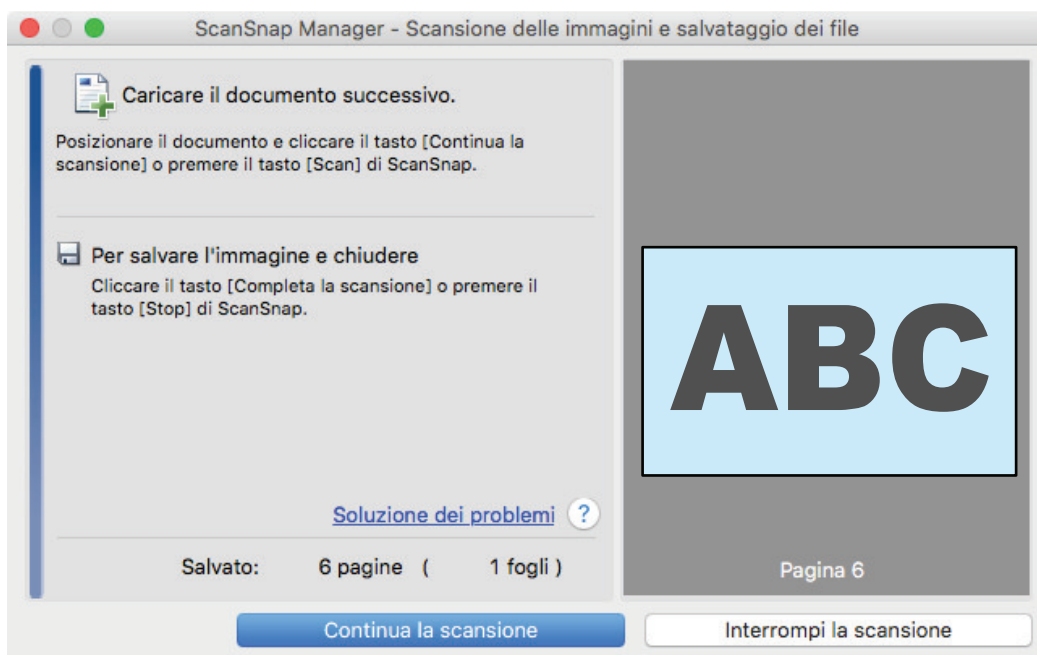 ScanSnap Manager - Scansione delle immagini e salvataggio dei file
Caricare il documento successivo.
Posizionare il documento e cliccare il tasto [Continua la
scansione] o premere il tasto [Scan] di ScanSnap.
Per salvare l'immagine e chiudere
Cliccare il tasto [Completa la scansione] o premere il
tasto [Stop] di ScanSnap.
Soluzione dei problemi ?
Salvato: 6 pagine ( 1 fogli )
ABC
Pagina 6
Continua la scansione
Interrompi la scansione